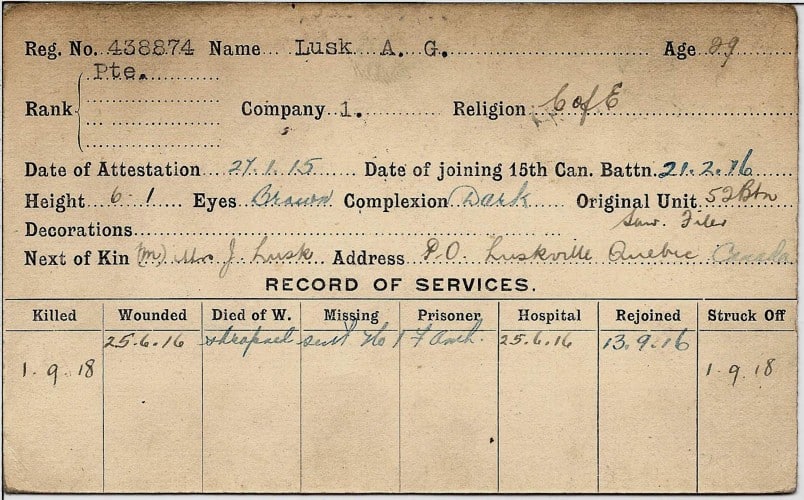 Reg. No. 438874 Name Lusk A. G. Age 29
Pte.
Rank Company 1. Religion C of E
Date of Attestation 27.1.15 Date of joining 15th Can. Battn. 21.2.16
Height 6-1 Eyes Brown Complexion Dark Original Unit 52 Btn
Decorations Saw. Filer
Next of Kin (M) Mrs J. Lusk Address P.O. Luskville Quebec Canada
RECORD OF SERVICES.
Killed Wounded Died of W. Missing Prisoner Hospital Rejoined Struck Off
25.6.16 shrapnel 25.6.16 13.9.16
1.9.18 1.9.18